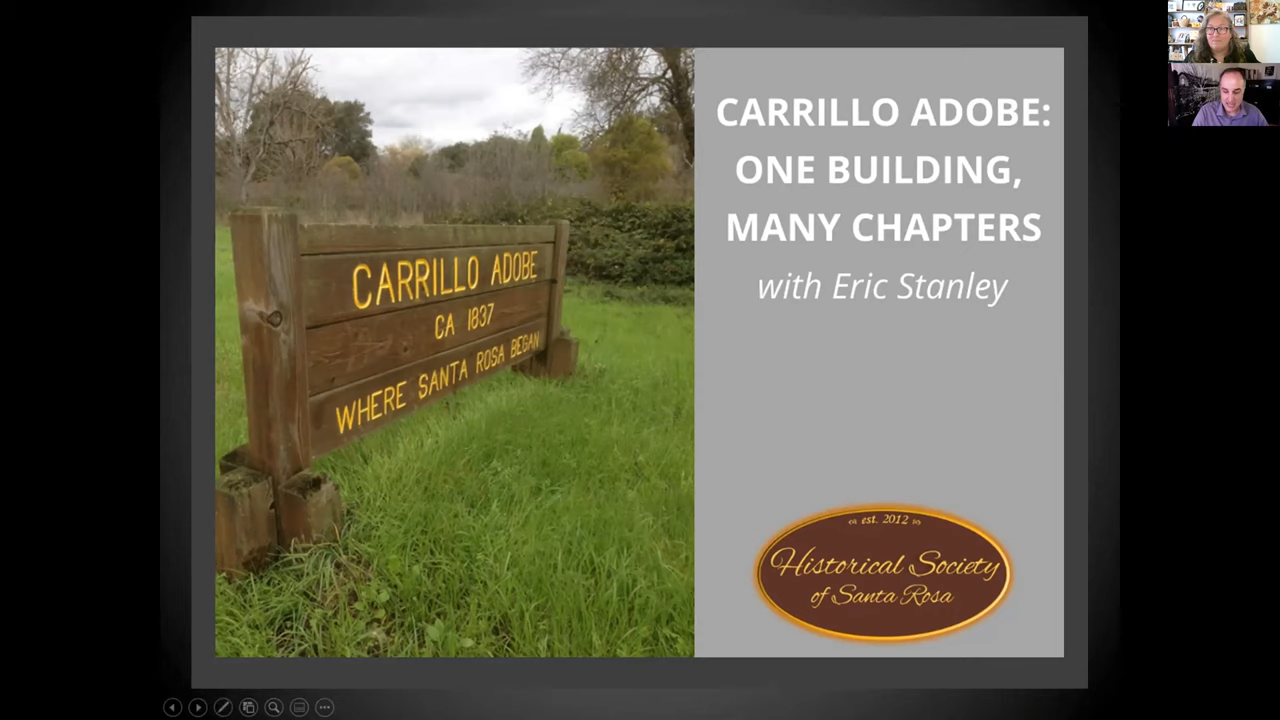 CARRILLO ADOBE
CA 1837
WHERE SANTA ROSA BEGAN
CARRILLO ADOBE:
ONE BUILDING,
MANY CHAPTERS
with Eric Stanley
est. 2012
Historical Society
of Santa Rosa